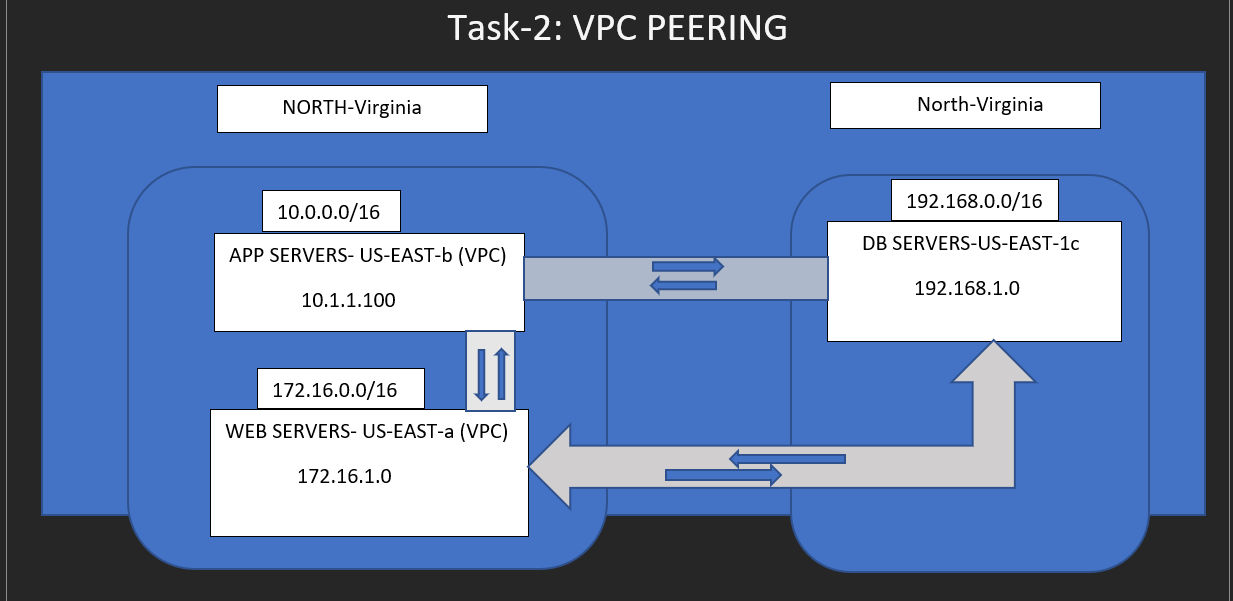 Task-2: VPC PEERING
NORTH-Virginia
North-Virginia
10.0.0.0/16
APP SERVERS- US-EAST-b (VPC)
10.1.1.100
192.168.0.0/16
DB SERVERS-US-EAST-1c
192.168.1.0
172.16.0.0/16
WEB SERVERS- US-EAST-a (VPC)
172.16.1.0